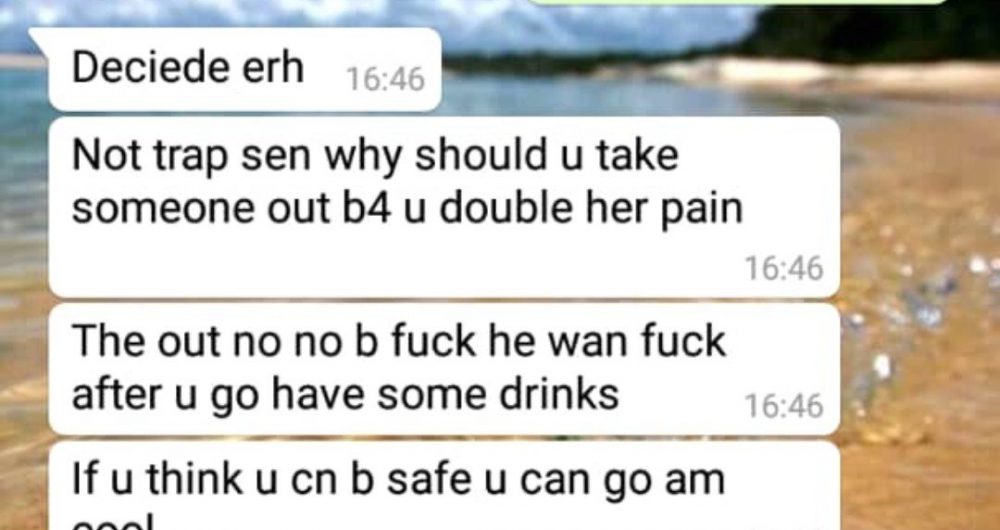 Deciede erh 16:46
Not trap sen why should u take
someone out b4 u double her pain
16:46
The out no no b fuck he wan fuck
after u go have some drinks 16:46
If u think u cn b safe u can go am
cool